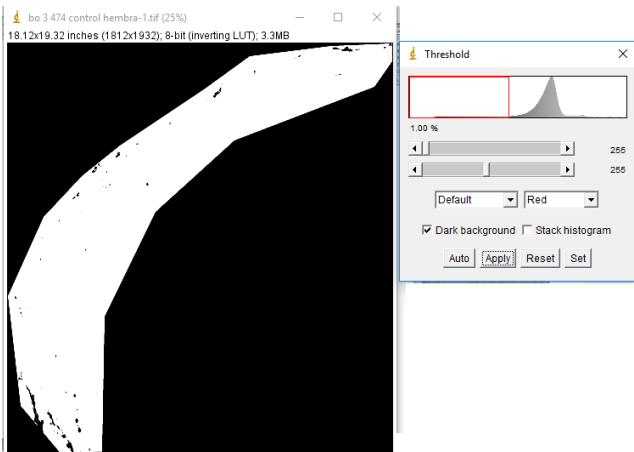 bo 3 474 control hembra-1.tif (25%)
18.12x19.32 inches (1812x1932); 8-bit (inverting LUT); 3.3MB
Threshold
1.00 %
255
255
Default Red
Dark background Stack histogram
Auto Apply Reset Set